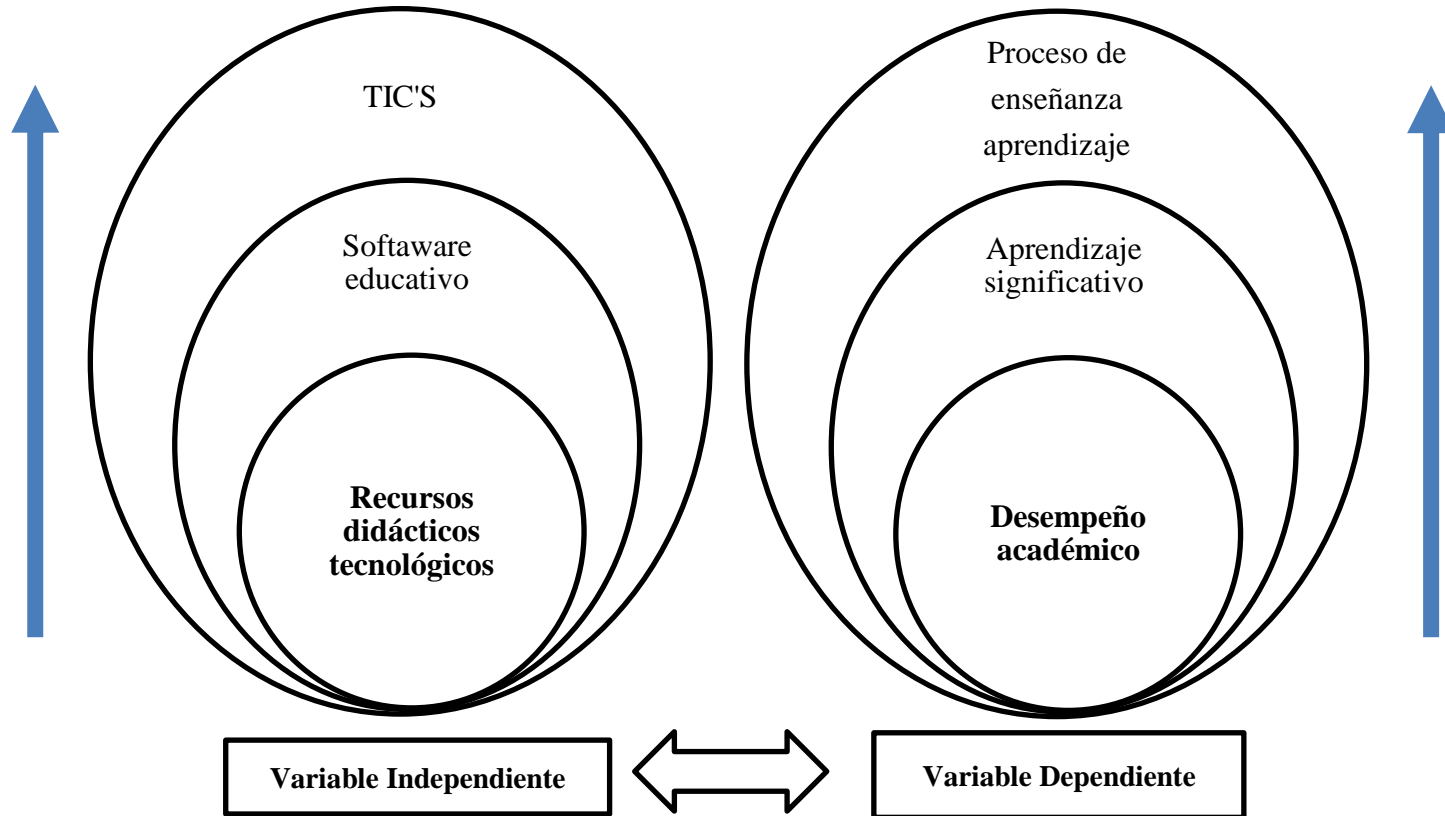 TIC'S
Softaware
educativo
Recursos
didácticos
tecnológicos
Variable Independiente
Proceso de
enseñanza
aprendizaje
Aprendizaje
significativo
Desempeño
académico
Variable Dependiente